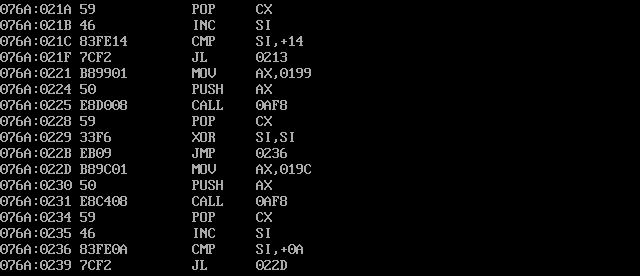 076A:021A 59 POP CX
076A:021B 46 INC SI
076A:021C 83FE14 CMP SI,+14
076A:021F 7CF2 JL 0213
076A:0221 B89901 MOV AX,0199
076A:0224 50 PUSH AX
076A:0225 E8D008 CALL 0AF8
076A:0228 59 POP CX
076A:0229 33F6 XOR SI,SI
076A:022B EB09 JMP 0236
076A:022D B89C01 MOV AX,019C
076A:0230 50 PUSH AX
076A:0231 E8C408 CALL 0AF8
076A:0234 59 POP CX
076A:0235 46 INC SI
076A:0236 83FE0A CMP SI,+0A
076A:0239 7CF2 JL 022D